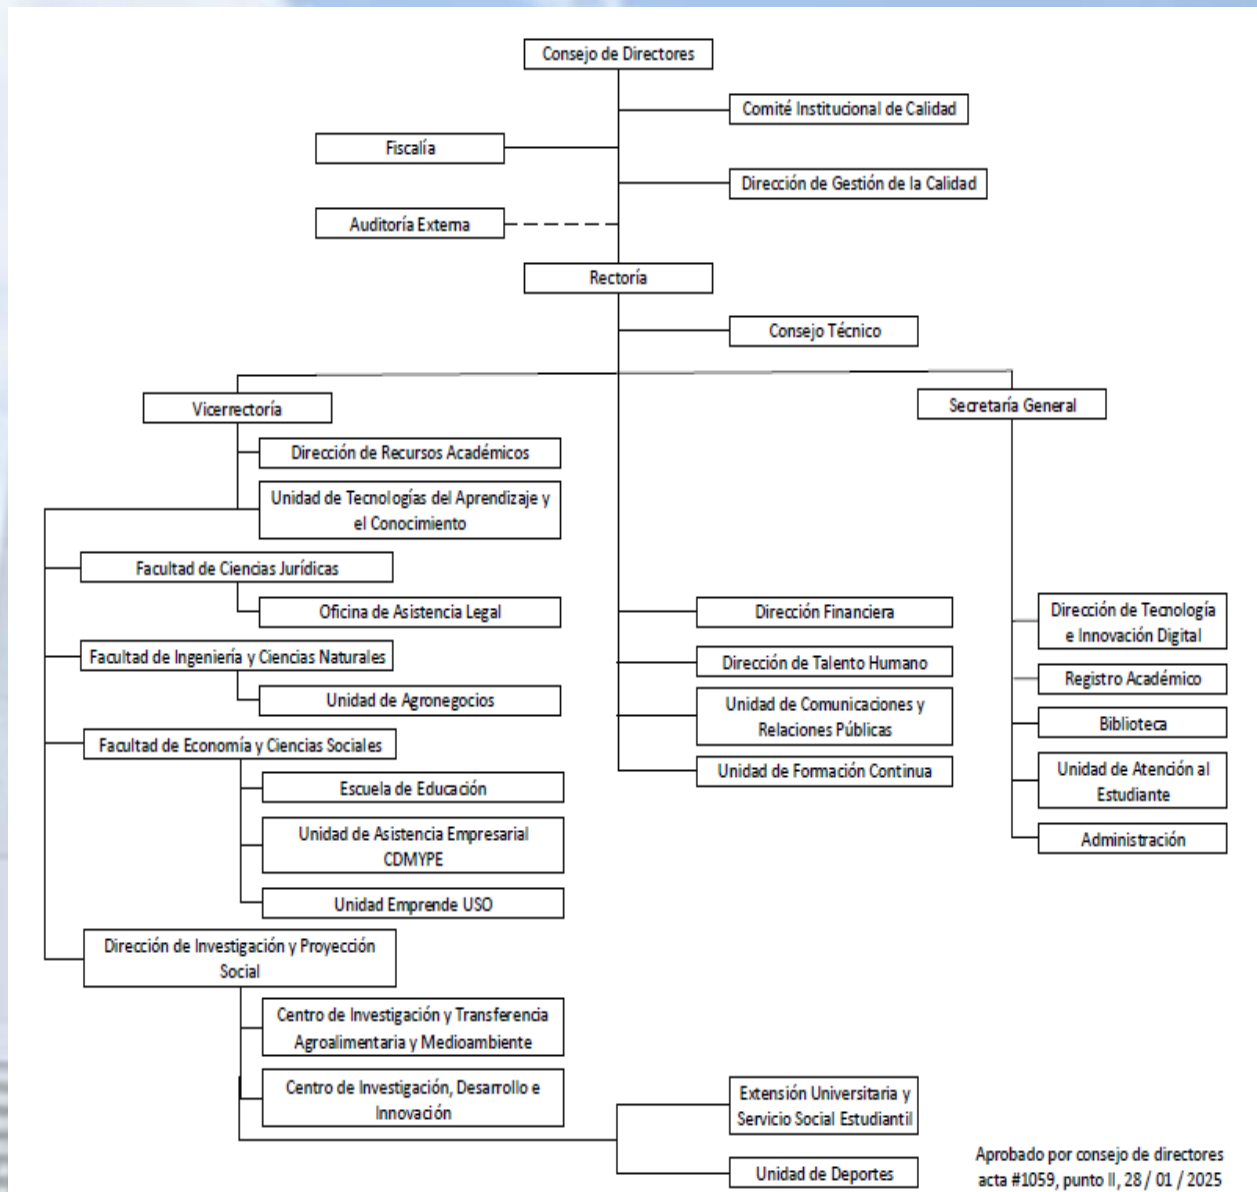 Consejo de Directores
Comité Institucional de Calidad
Fiscalía
Dirección de Gestión de la Calidad
Auditoría Externa
Rectoría
Consejo Técnico
Vicerrectoría
Secretaría General
Dirección de Recursos Académicos
Unidad de Tecnologías del Aprendizaje y
el Conocimiento
Facultad de Ciencias Jurídicas
Oficina de Asistencia Legal
Facultad de Ingeniería y Ciencias Naturales
Unidad de Agronegocios
Facultad de Economía y Ciencias Sociales
Escuela de Educación
Unidad de Asistencia Empresarial
CDMYPE
Unidad Emprende USO
Dirección de Investigación y Proyección
Social
Centro de Investigación y Transferencia
Agroalimentaria y Medioambiente
Centro de Investigación, Desarrollo e
Innovación
Dirección Financiera
Dirección de Talento Humano
Unidad de Comunicaciones y
Relaciones Públicas
Unidad de Formación Continua
Dirección de Tecnología
e Innovación Digital
Registro Académico
Biblioteca
Unidad de Atención al
Estudiante
Administración
Extensión Universitaria y
Servicio Social Estudiantil
Unidad de Deportes
Aprobado por consejo de directores
acta #1059, punto II, 28 / 01 / 2025